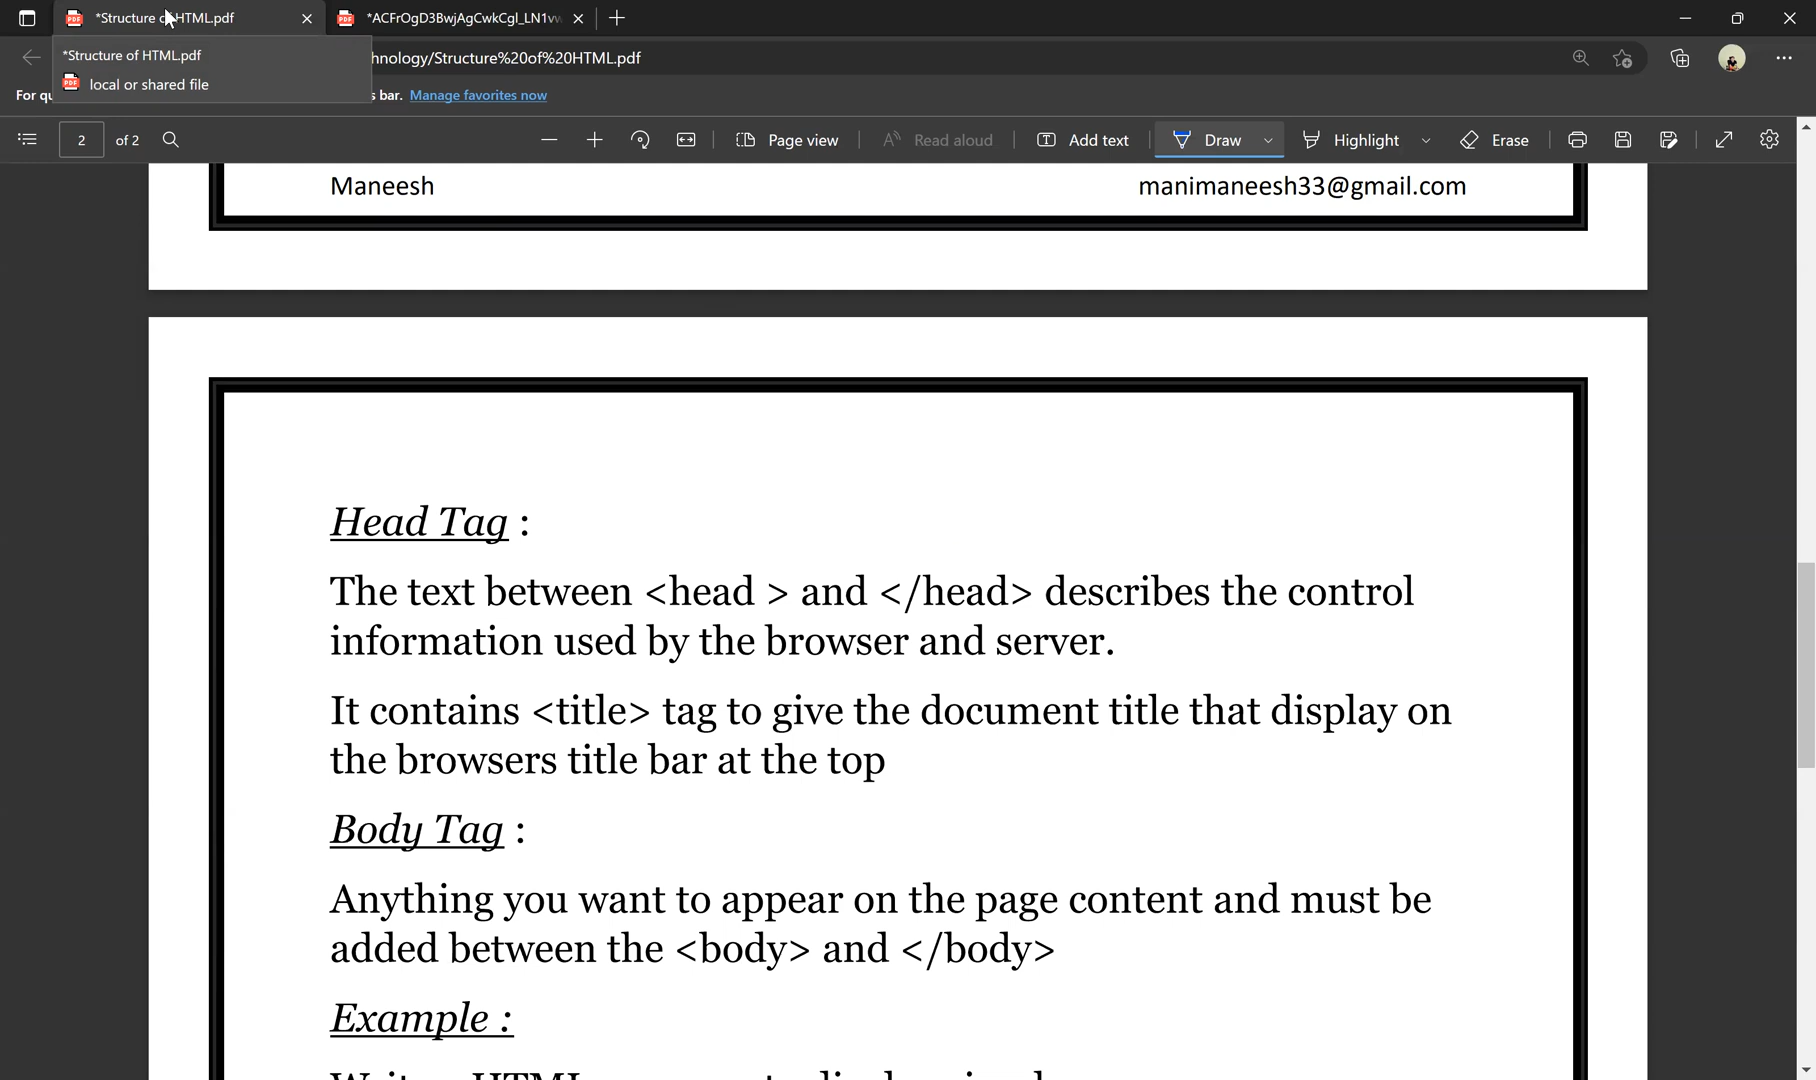 *Structure of HTML.pdf
*ACFrOgD3BwjAgCwkCgl_LN1vw
*Structure of HTML.pdf
hnology/Structure%20of%20HTML.pdf
local or shared file
For qu
s bar. Manage favorites now
2 of 2
Page view
Read aloud
Add text
Draw
Highlight
Erase
Maneesh
manimaneesh33@gmail.com
Head Tag :
The text between <head > and </head> describes the control
information used by the browser and server.
It contains <title> tag to give the document title that display on
the browsers title bar at the top
Body Tag :
Anything you want to appear on the page content and must be
added between the <body> and </body>
Example :